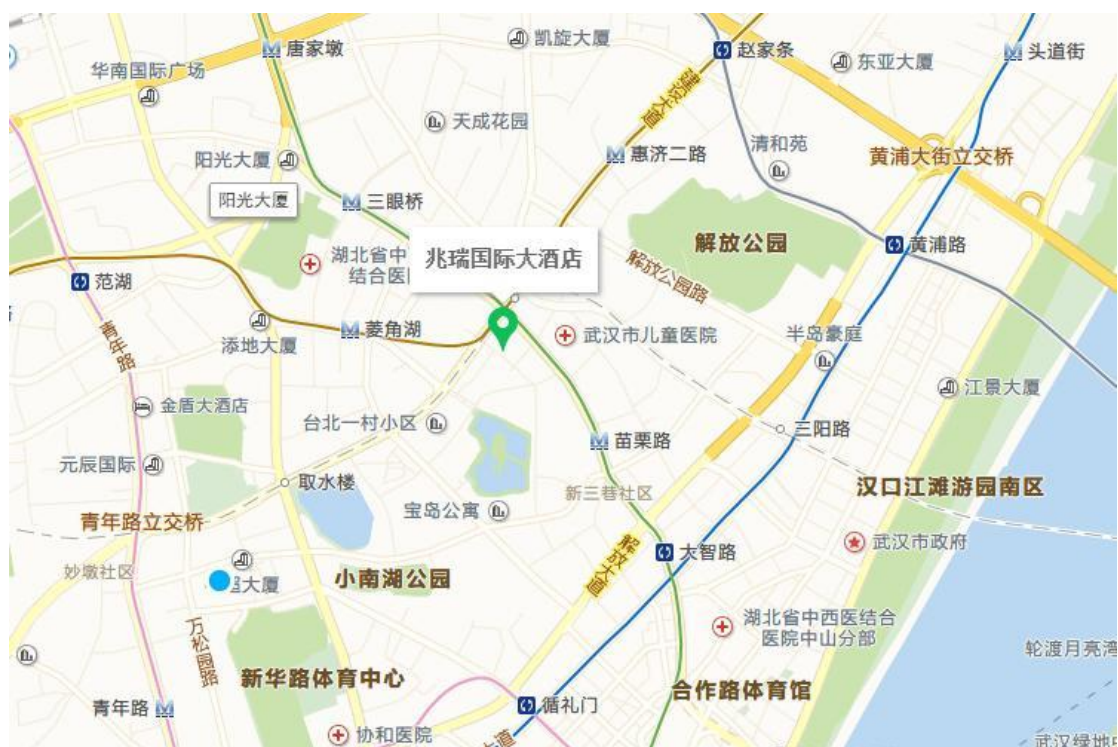 唐家墩
凯旋大厦
赵家条
头道街
华南国际广场
东亚大厦
建设大道
天成花园
清和苑
阳光大厦
惠济二路
黄浦大街立交桥
阳光大厦
三眼桥
解放公园
黄浦路
湖北省中
结合医
兆瑞国际大酒店
解放公园路
范湖
菱角湖
武汉市儿童医院
半岛豪庭
青年路
添地大厦
江景大厦
金盾大酒店
台北一村小区
苗栗路
三阳路
元辰国际
取水楼
新三巷社区
汉口江滩游园南区
青年路立交桥
宝岛公寓
武汉市政府
解放大道
大智路
妙墩社区
大厦
小南湖公园
万松园路
湖北省中西医结合
医院中山分部
轮渡月亮湾
新华路体育中心
合作路体育馆
青年路
循礼门
协和医院
大道
武汉绿地